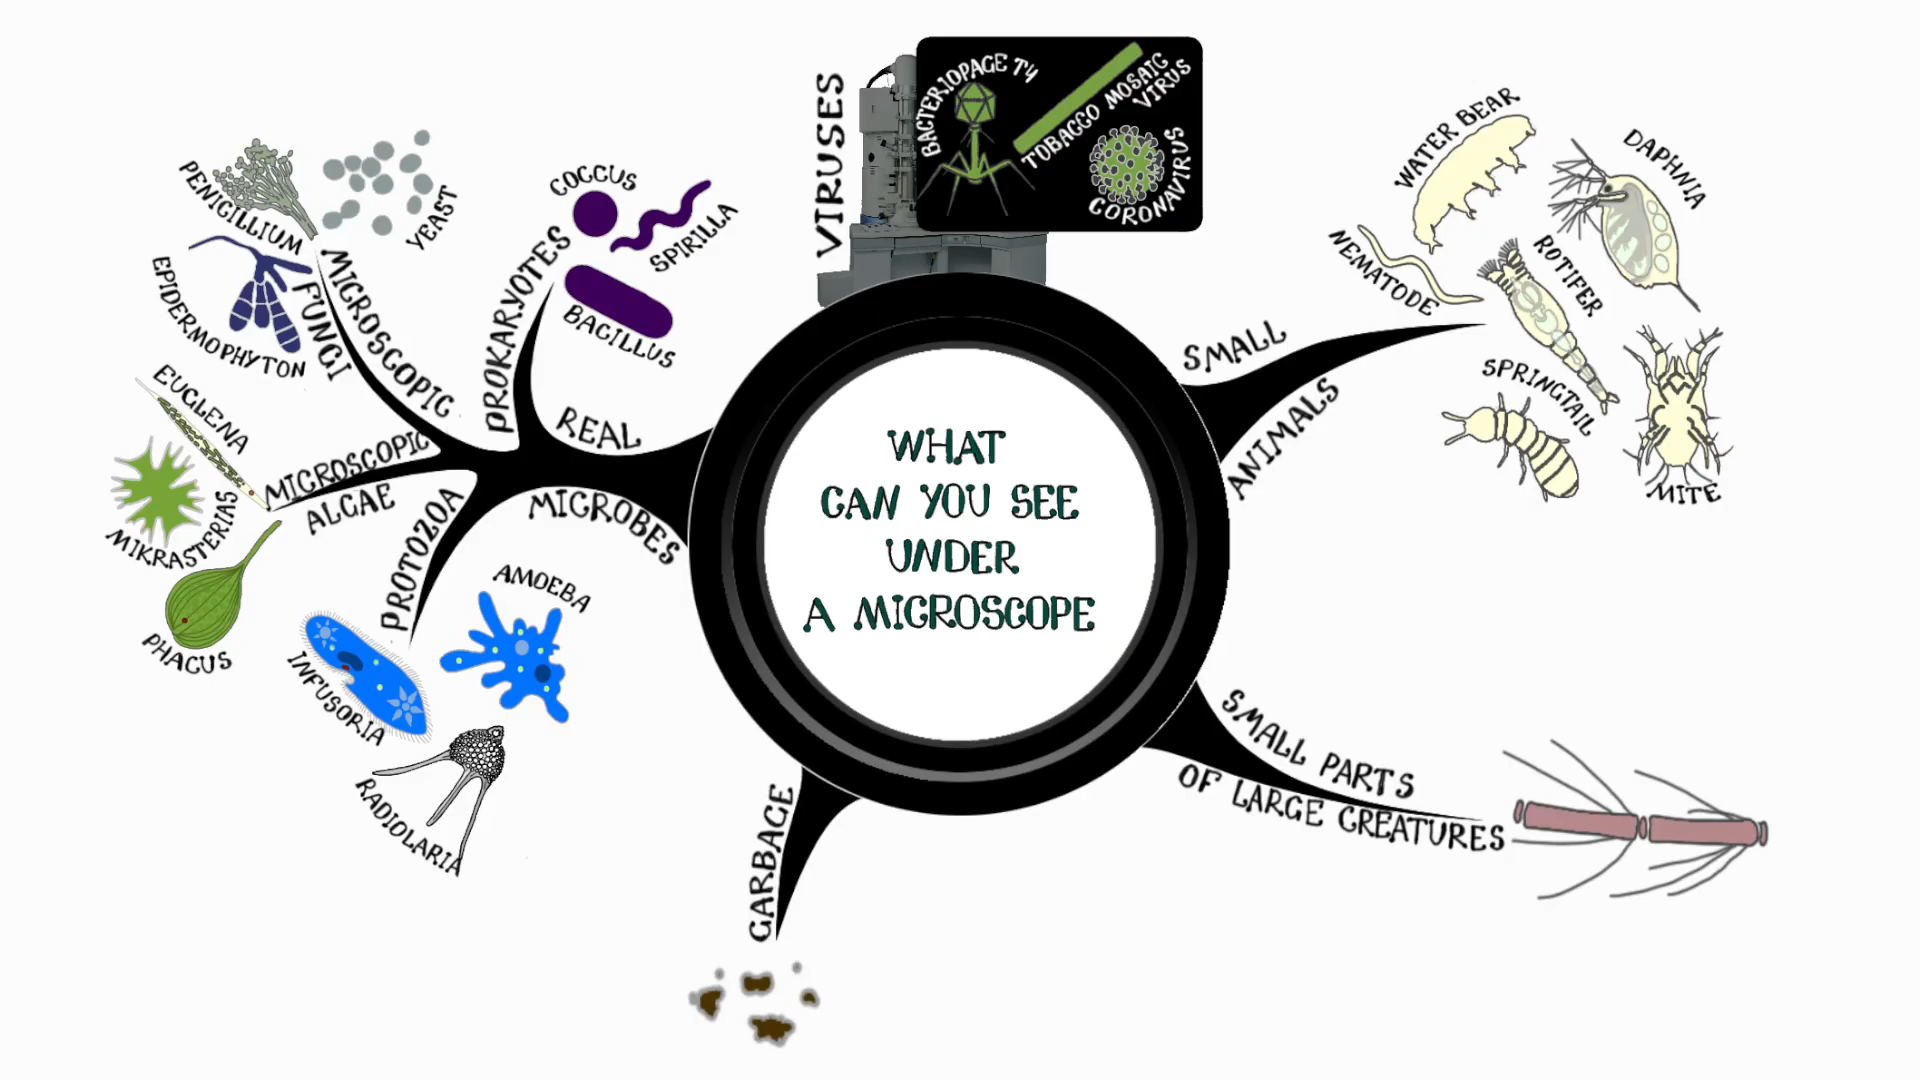 WHAT
CAN YOU SEE
UNDER
A MICROSCOPE
VIRUSES
BACTERIOPAGE T4
TOBACCO MOSAIC
VIRUS
CORONAVIRUS
SMALL
ANIMALS
WATER BEAR
DAPHNIA
NEMATODE
ROTIFER
SPRINGTAIL
MITE
SMALL PARTS
OF LARGE CREATURES
GARBAGE
REAL
MICROBES
PROKARYOTES
COCCUS
SPIRILLA
BACILLUS
MICROSCOPIC
FUNGI
PENICILLIUM
YEAST
EPIDERMOPHYTON
MICROSCOPIC
ALGAE
EUGLENA
MIKRASTERIAS
PHACUS
PROTOZOA
AMOEBA
INFUSORIA
RADIOLARIA